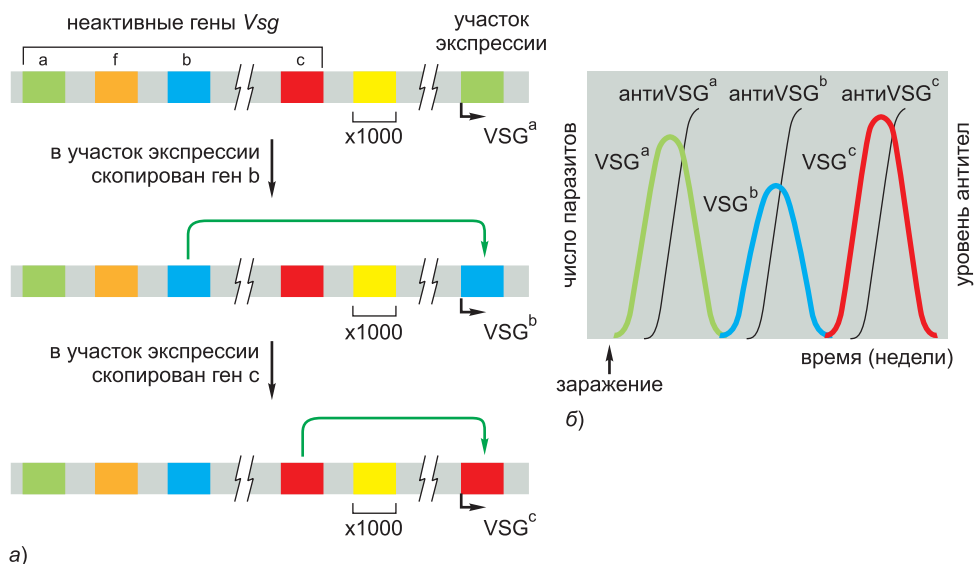 неактивные гены Vsg
участок
экспрессии
a
f
b
c
x1000
VSGᵃ
в участок экспрессии
скопирован ген b
x1000
VSGᵇ
в участок экспрессии
скопирован ген c
x1000
VSGᶜ
а)
число паразитов
антиVSGᵃ
антиVSGᵇ
антиVSGᶜ
VSGᵃ
VSGᵇ
VSGᶜ
уровень антител
время (недели)
заражение
б)